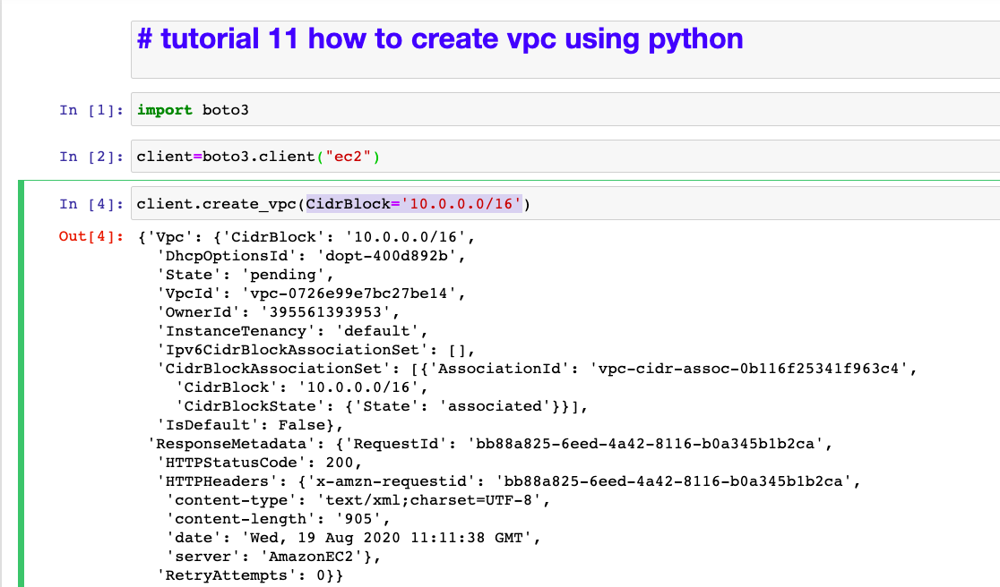 # tutorial 11 how to create vpc using python
In [1]: import boto3
In [2]: client=boto3.client("ec2")
In [4]: client.create_vpc(CidrBlock='10.0.0.0/16')
Out[4]: {'Vpc': {'CidrBlock': '10.0.0.0/16',
'DhcpOptionsId': 'dopt-400d892b',
'State': 'pending',
'VpcId': 'vpc-0726e99e7bc27be14',
'OwnerId': '395561393953',
'InstanceTenancy': 'default',
'Ipv6CidrBlockAssociationSet': [],
'CidrBlockAssociationSet': [{'AssociationId': 'vpc-cidr-assoc-0b116f25341f963c4',
'CidrBlock': '10.0.0.0/16',
'CidrBlockState': {'State': 'associated'}}],
'IsDefault': False},
'ResponseMetadata': {'RequestId': 'bb88a825-6eed-4a42-8116-b0a345b1b2ca',
'HTTPStatusCode': 200,
'HTTPHeaders': {'x-amzn-requestid': 'bb88a825-6eed-4a42-8116-b0a345b1b2ca',
'content-type': 'text/xml;charset=UTF-8',
'content-length': '905',
'date': 'Wed, 19 Aug 2020 11:11:38 GMT',
'server': 'AmazonEC2'},
'RetryAttempts': 0}}